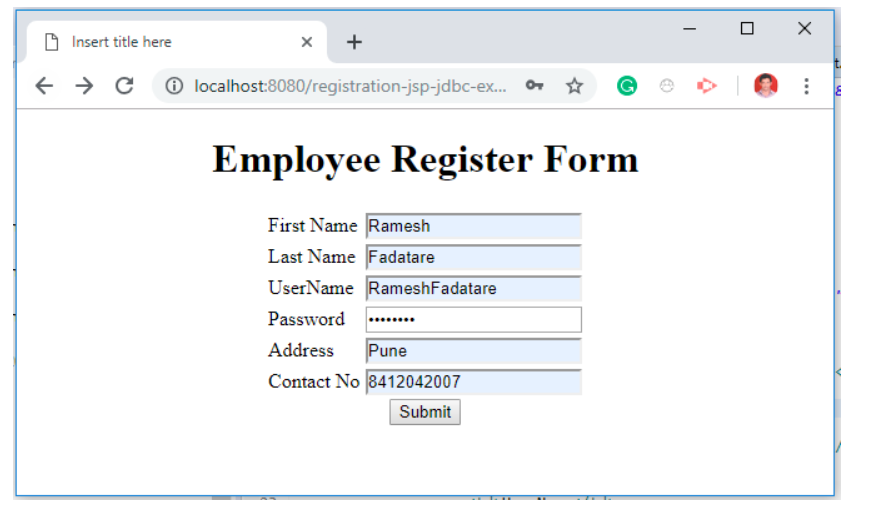 Insert title here
localhost:8080/registration-jsp-jdbc-ex...
Employee Register Form
First Name Ramesh
Last Name Fadatare
UserName RameshFadatare
Password ••••••••
Address Pune
Contact No 8412042007
Submit